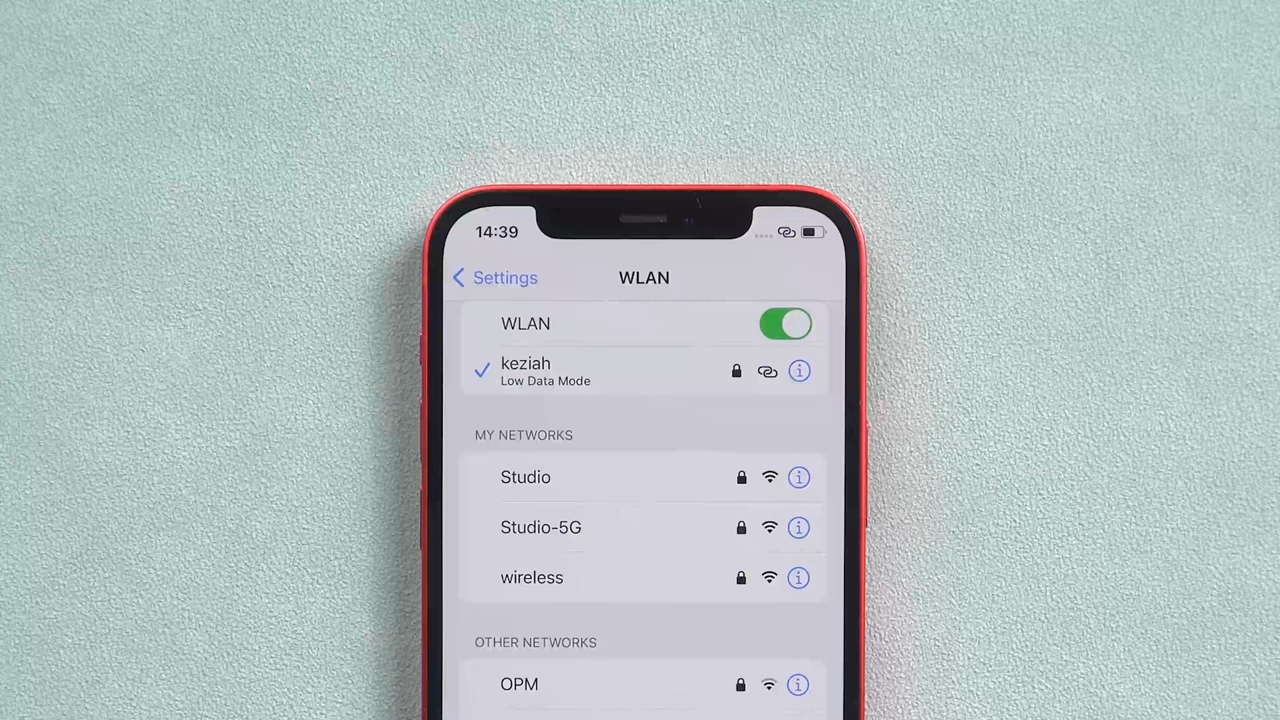 14:39
Settings
WLAN
WLAN
keziah
Low Data Mode
MY NETWORKS
Studio
Studio-5G
wireless
OTHER NETWORKS
OPM